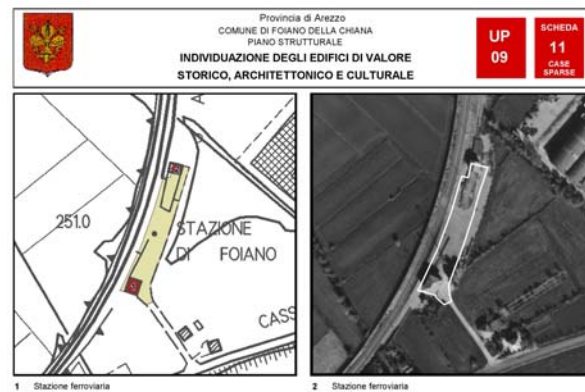 Provincia di Arezzo
COMUNE DI FOIANO DELLA CHIANA
PIANO STRUTTURALE
INDIVIDUAZIONE DEGLI EDIFICI DI VALORE
STORICO, ARCHITETTONICO E CULTURALE
UP
09
SCHEDA
11
CASE
SPARSE
251.0
STAZIONE
DI FOIANO
CASS
1 Stazione ferroviaria
2 Stazione ferroviaria